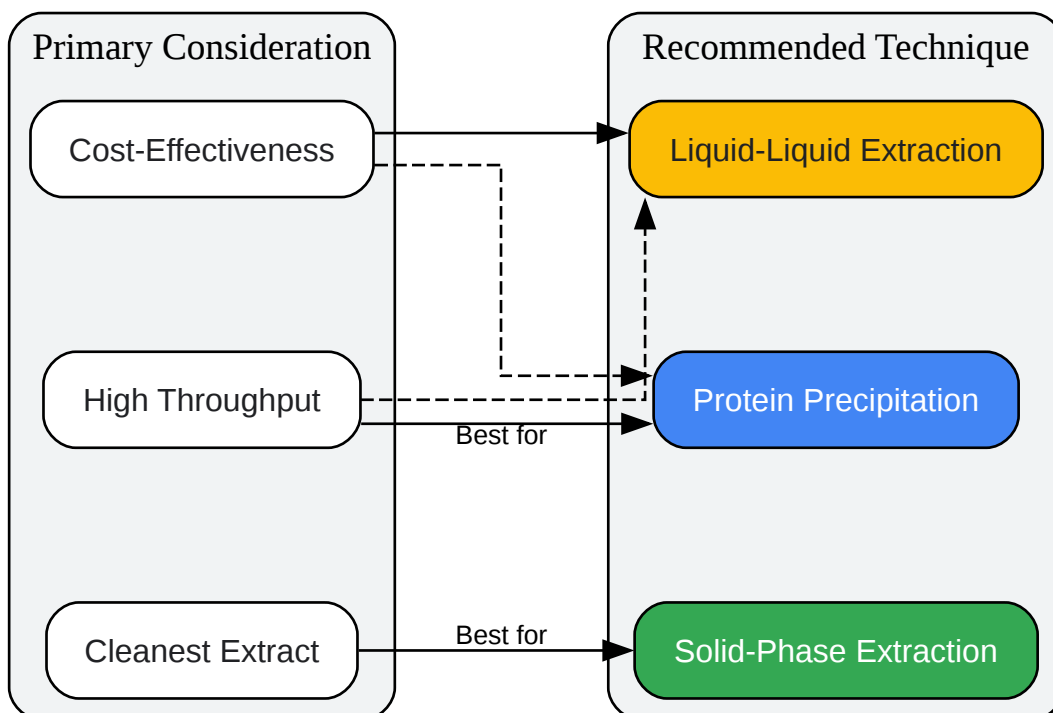 Primary Consideration
Recommended Technique
Cost-Effectiveness
Liquid-Liquid Extraction
High Throughput
Best for
Protein Precipitation
Cleanest Extract
Best for
Solid-Phase Extraction